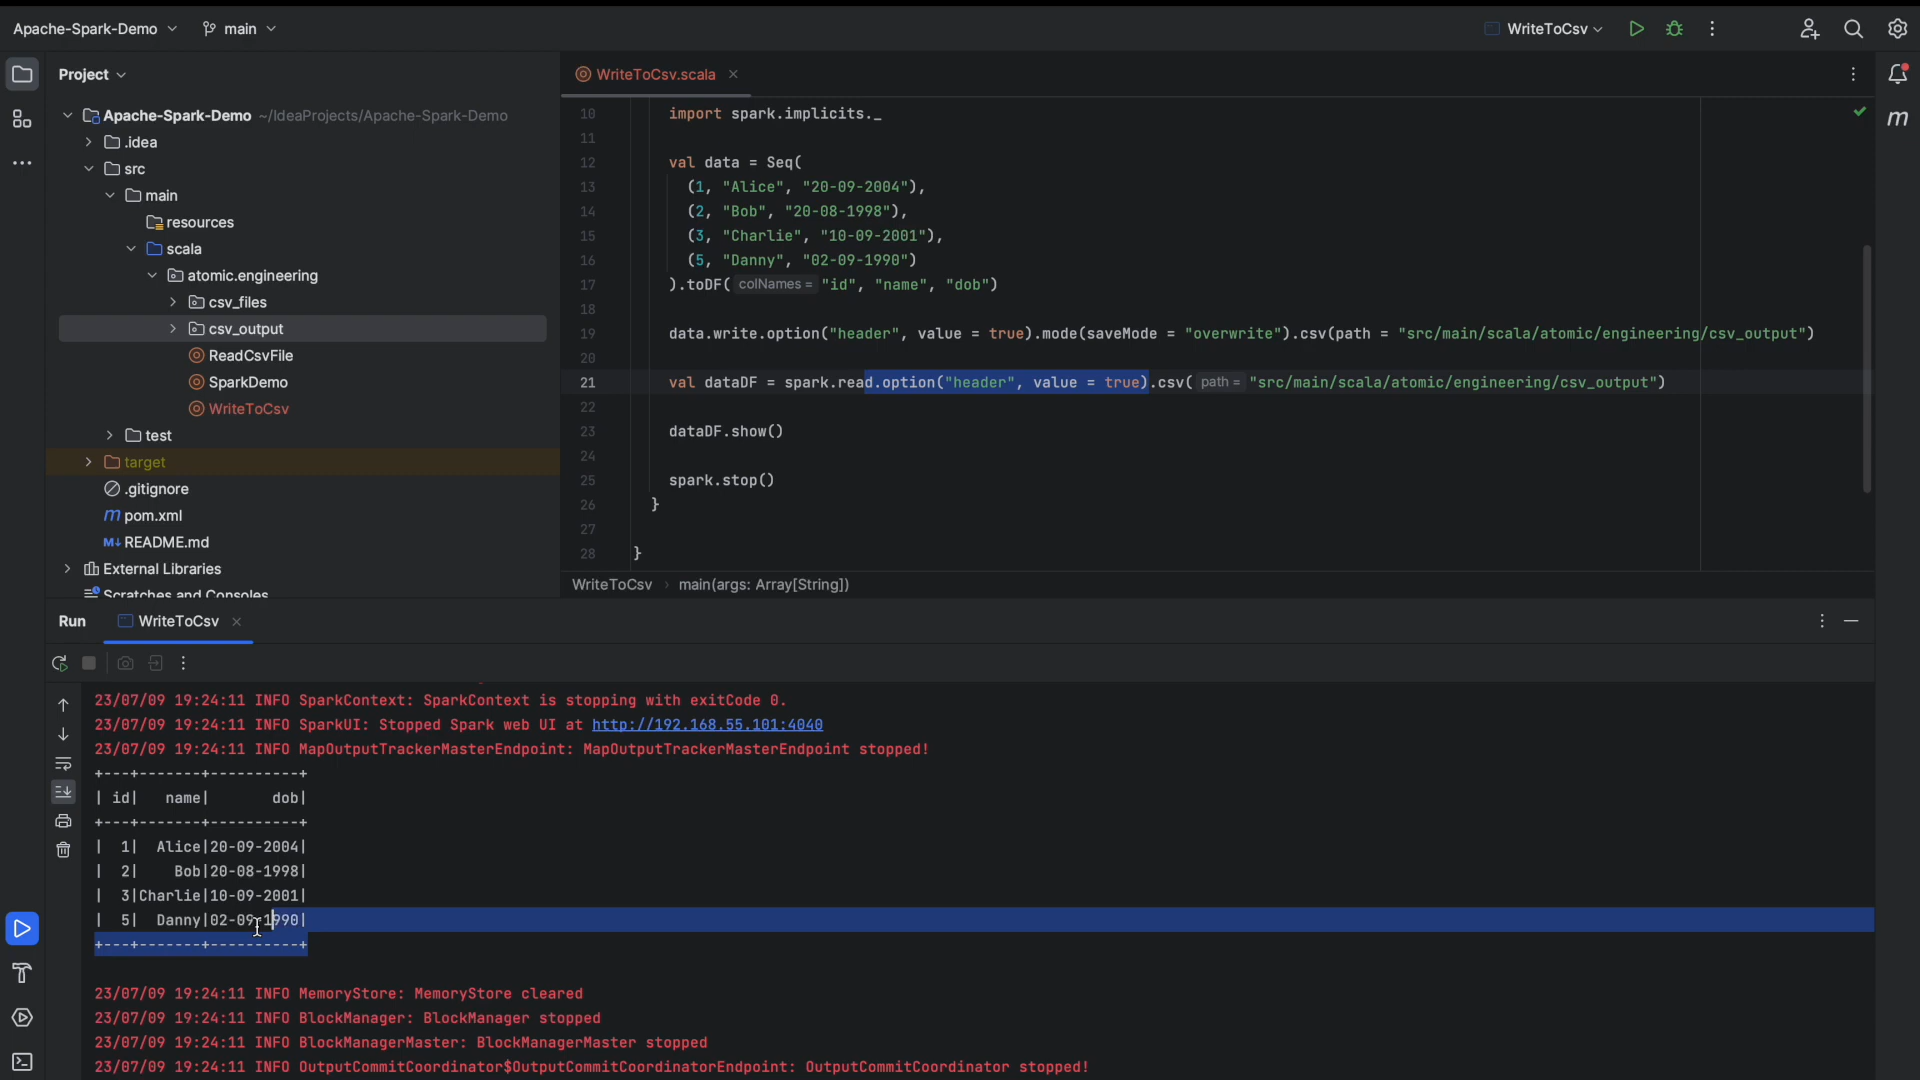 Apache-Spark-Demo main WriteToCsv
Project
WriteToCsv.scala
Apache-Spark-Demo ~/IdeaProjects/Apache-Spark-Demo
.idea
src
main
resources
scala
atomic.engineering
csv_files
csv_output
ReadCsvFile
SparkDemo
WriteToCsv
test
target
.gitignore
m pom.xml
M↓ README.md
External Libraries
Scratches and Consoles
m
10 import spark.implicits._
11
12 val data = Seq(
13 (1, "Alice", "20-09-2004"),
14 (2, "Bob", "20-08-1998"),
15 (3, "Charlie", "10-09-2001"),
16 (5, "Danny", "02-09-1990")
17 ).toDF( colNames = "id", "name", "dob")
18
19 data.write.option("header", value = true).mode(saveMode = "overwrite").csv(path = "src/main/scala/atomic/engineering/csv_output")
20
21 val dataDF = spark.read.option("header", value = true).csv( path = "src/main/scala/atomic/engineering/csv_output")
22
23 dataDF.show()
24
25 spark.stop()
26 }
27
28 }
WriteToCsv › main(args: Array[String])
Run WriteToCsv
23/07/09 19:24:11 INFO SparkContext: SparkContext is stopping with exitCode 0.
23/07/09 19:24:11 INFO SparkUI: Stopped Spark web UI at http://192.168.55.101:4040
23/07/09 19:24:11 INFO MapOutputTrackerMasterEndpoint: MapOutputTrackerMasterEndpoint stopped!
+---+-------+----------+
| id|   name|       dob|
+---+-------+----------+
|  1|  Alice|20-09-2004|
|  2|    Bob|20-08-1998|
|  3|Charlie|10-09-2001|
|  5|  Danny|02-09-1990|
+---+-------+----------+
23/07/09 19:24:11 INFO MemoryStore: MemoryStore cleared
23/07/09 19:24:11 INFO BlockManager: BlockManager stopped
23/07/09 19:24:11 INFO BlockManagerMaster: BlockManagerMaster stopped
23/07/09 19:24:11 INFO OutputCommitCoordinator$OutputCommitCoordinatorEndpoint: OutputCommitCoordinator stopped!